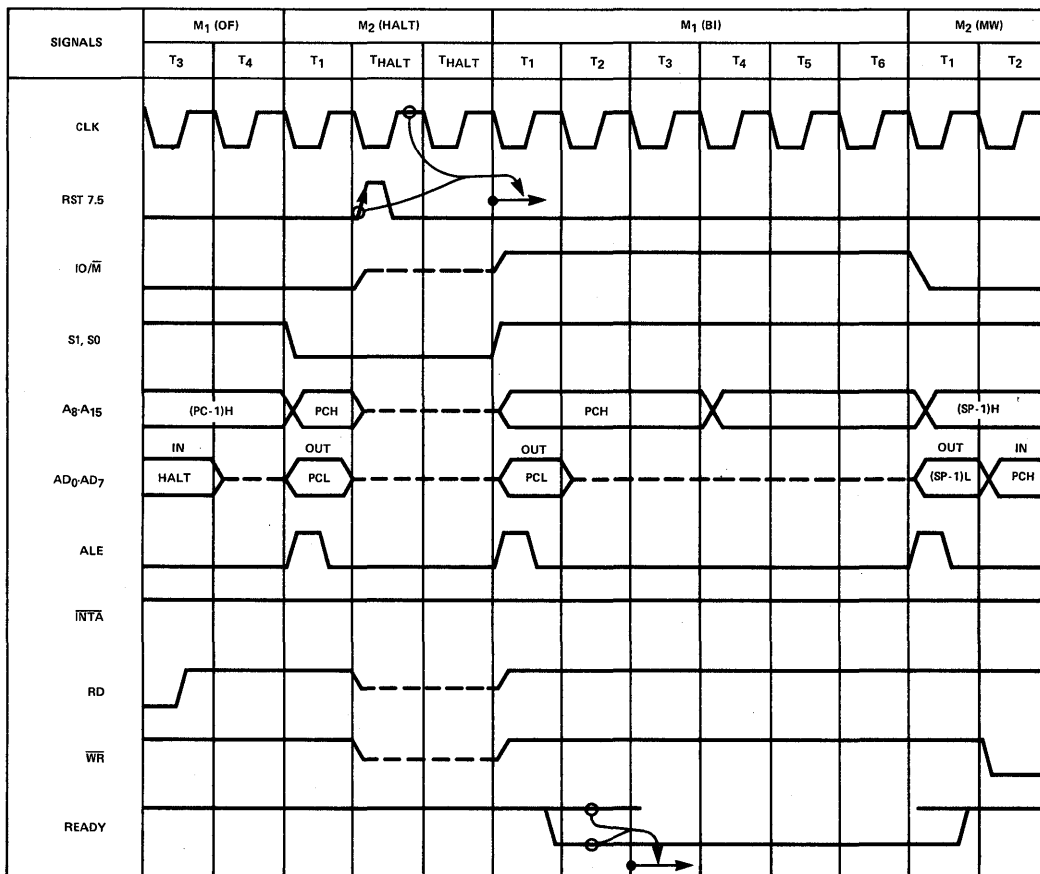 SIGNALS
M1 (OF) M2 (HALT) M1 (BI) M2 (MW)
T3 T4 T1 THALT THALT T1 T2 T3 T4 T5 T6 T1 T2
CLK
RST 7.5
IO/M̅
S1, S0
A8-A15 (PC-1)H PCH PCH (SP-1)H
IN OUT OUT OUT IN
AD0-AD7 HALT PCL PCL (SP-1)L PCH
ALE
I̅N̅T̅A̅
RD
W̅R̅
READY